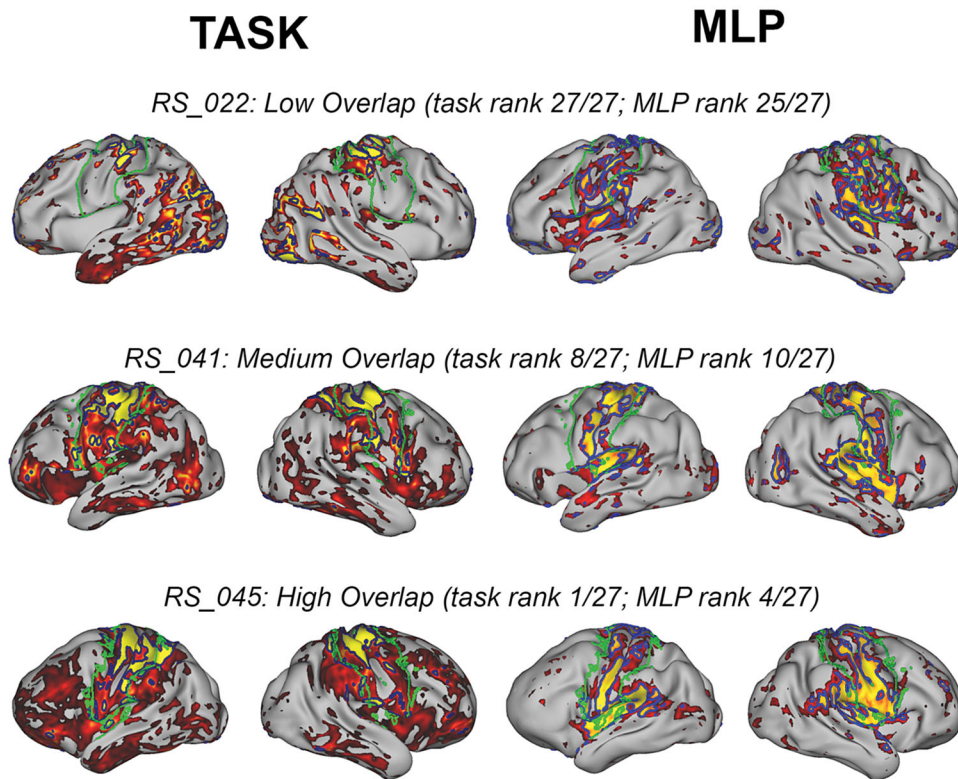 TASK MLP
RS_022: Low Overlap (task rank 27/27; MLP rank 25/27)
RS_041: Medium Overlap (task rank 8/27; MLP rank 10/27)
RS_045: High Overlap (task rank 1/27; MLP rank 4/27)